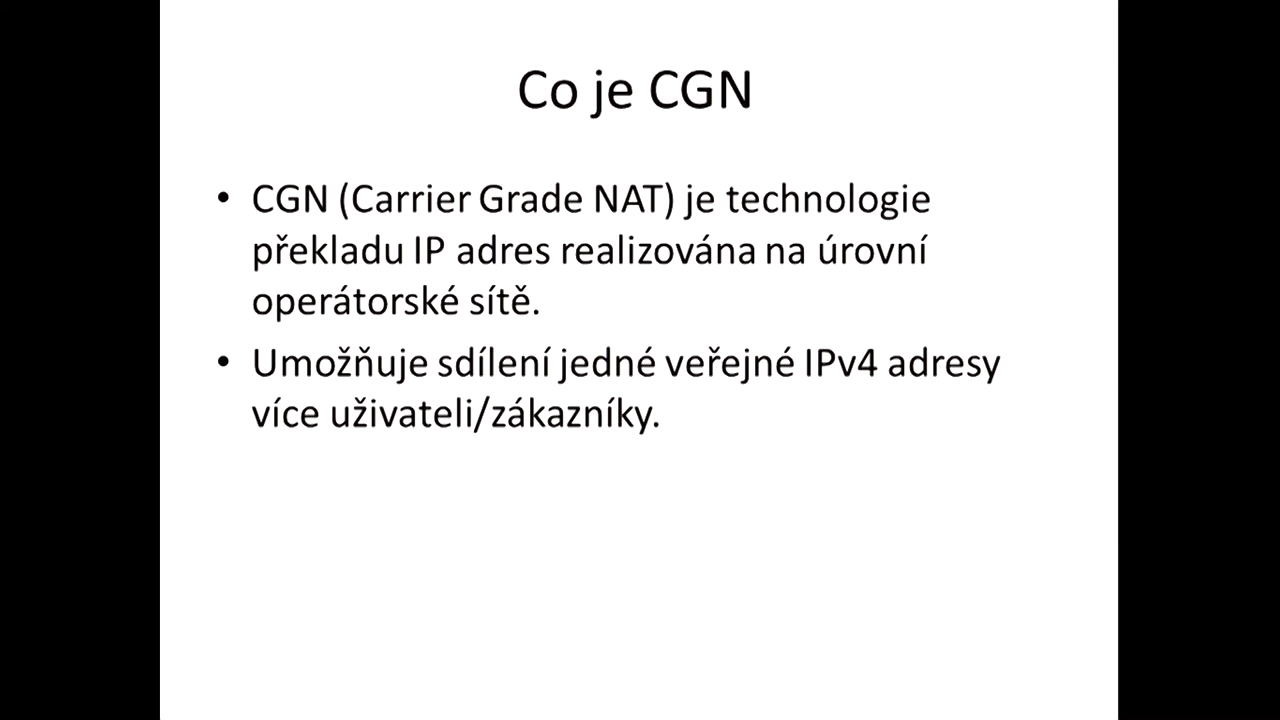 Co je CGN
• CGN (Carrier Grade NAT) je technologie
překladu IP adres realizována na úrovní
operátorské sítě.
• Umožňuje sdílení jedné veřejné IPv4 adresy
více uživateli/zákazníky.